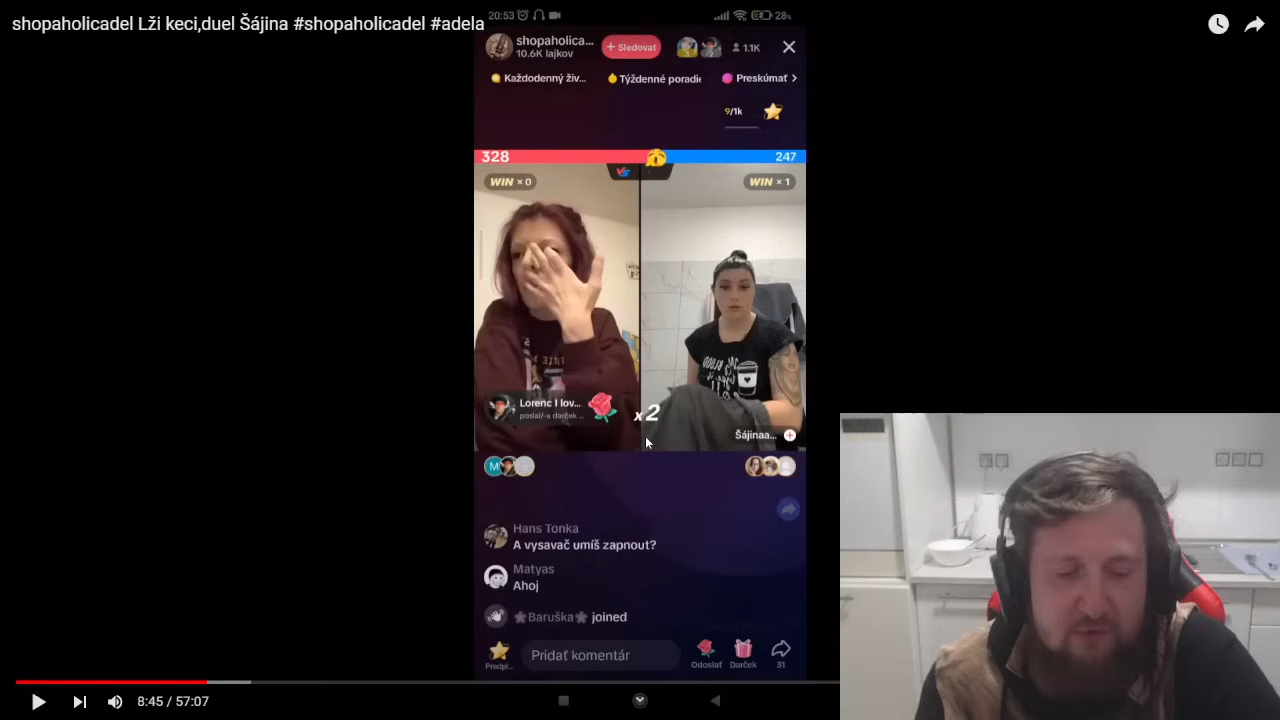 shopaholicadel Lži keci,duel Šájina #shopaholicadel #adela
20:53
28%
shopaholica...
10.6K lajkov
+ Sledovať
1.1K
Každodenný živ...
Týždenné poradie
Preskúmať
9/1k
328
247
WIN × 0
WIN × 1
Lorenc I lov...
poslal/-a darček ...
x2
Šájinaa...
M
Hans Tonka
A vysavač umíš zapnout?
Matyas
Ahoj
Baruška joined
Predpl...
Pridať komentár
Odoslať
Darček
31
8:45 / 57:07